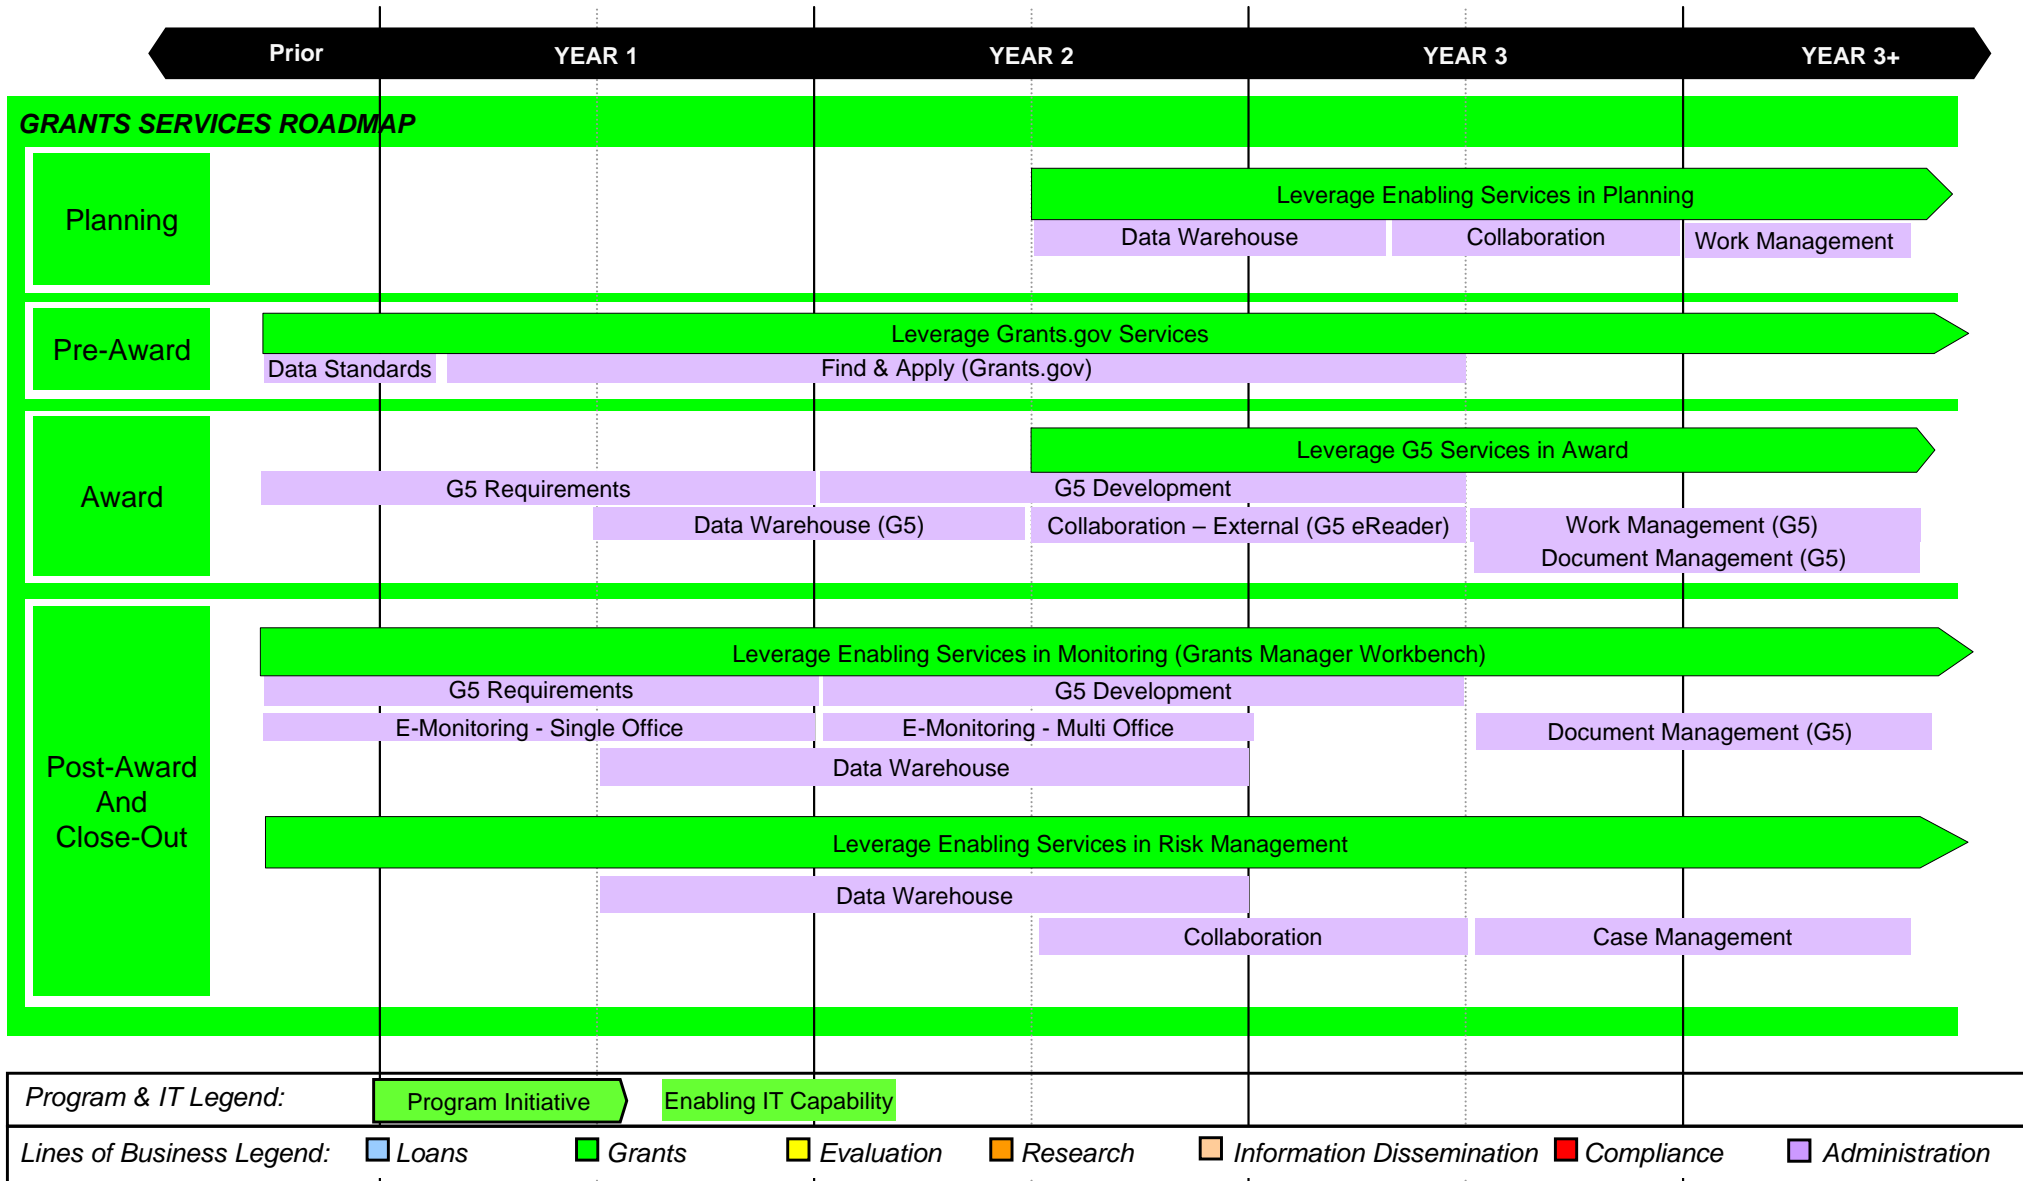 Prior YEAR 1 YEAR 2 YEAR 3 YEAR 3+
GRANTS SERVICES ROADMAP
Planning
Leverage Enabling Services in Planning
Data Warehouse Collaboration Work Management
Pre-Award
Leverage Grants.gov Services
Data Standards Find & Apply (Grants.gov)
Award
Leverage G5 Services in Award
G5 Requirements G5 Development
Data Warehouse (G5) Collaboration – External (G5 eReader) Work Management (G5)
Document Management (G5)
Post-Award
And
Close-Out
Leverage Enabling Services in Monitoring (Grants Manager Workbench)
G5 Requirements G5 Development
E-Monitoring - Single Office E-Monitoring - Multi Office Document Management (G5)
Data Warehouse
Leverage Enabling Services in Risk Management
Data Warehouse
Collaboration Case Management
Program & IT Legend: Program Initiative Enabling IT Capability
Lines of Business Legend: Loans Grants Evaluation Research Information Dissemination Compliance Administration